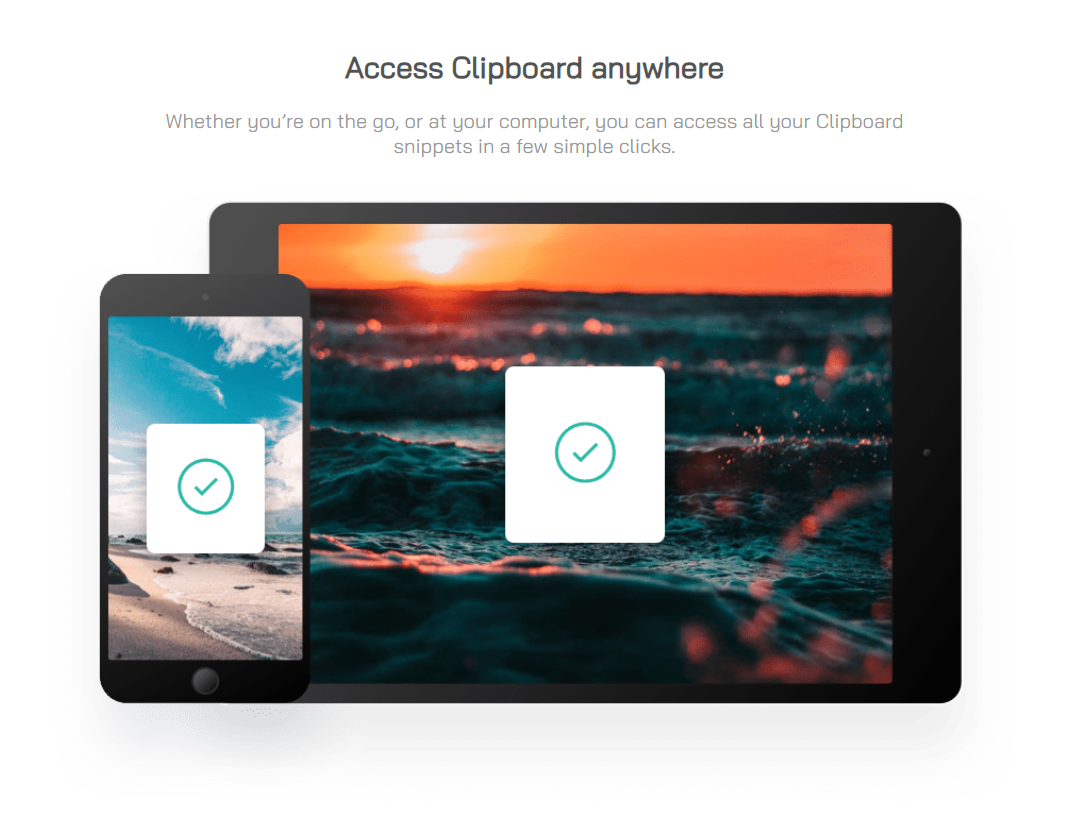 Access Clipboard anywhere
Whether you’re on the go, or at your computer, you can access all your Clipboard
snippets in a few simple clicks.